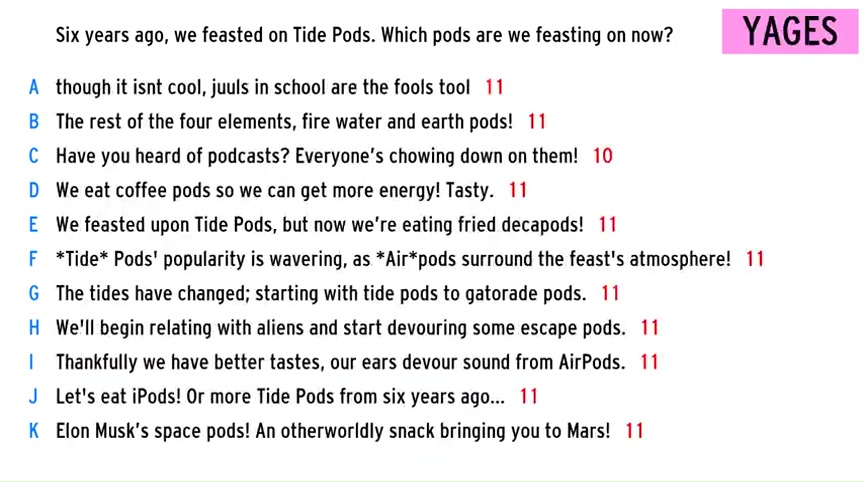 Six years ago, we feasted on Tide Pods. Which pods are we feasting on now?
YAGES
A though it isnt cool, juuls in school are the fools tool 11
B The rest of the four elements, fire water and earth pods! 11
C Have you heard of podcasts? Everyone's chowing down on them! 10
D We eat coffee pods so we can get more energy! Tasty. 11
E We feasted upon Tide Pods, but now we're eating fried decapods! 11
F *Tide* Pods' popularity is wavering, as *Air*pods surround the feast's atmosphere! 11
G The tides have changed; starting with tide pods to gatorade pods. 11
H We'll begin relating with aliens and start devouring some escape pods. 11
I Thankfully we have better tastes, our ears devour sound from AirPods. 11
J Let's eat iPods! Or more Tide Pods from six years ago... 11
K Elon Musk's space pods! An otherworldly snack bringing you to Mars! 11